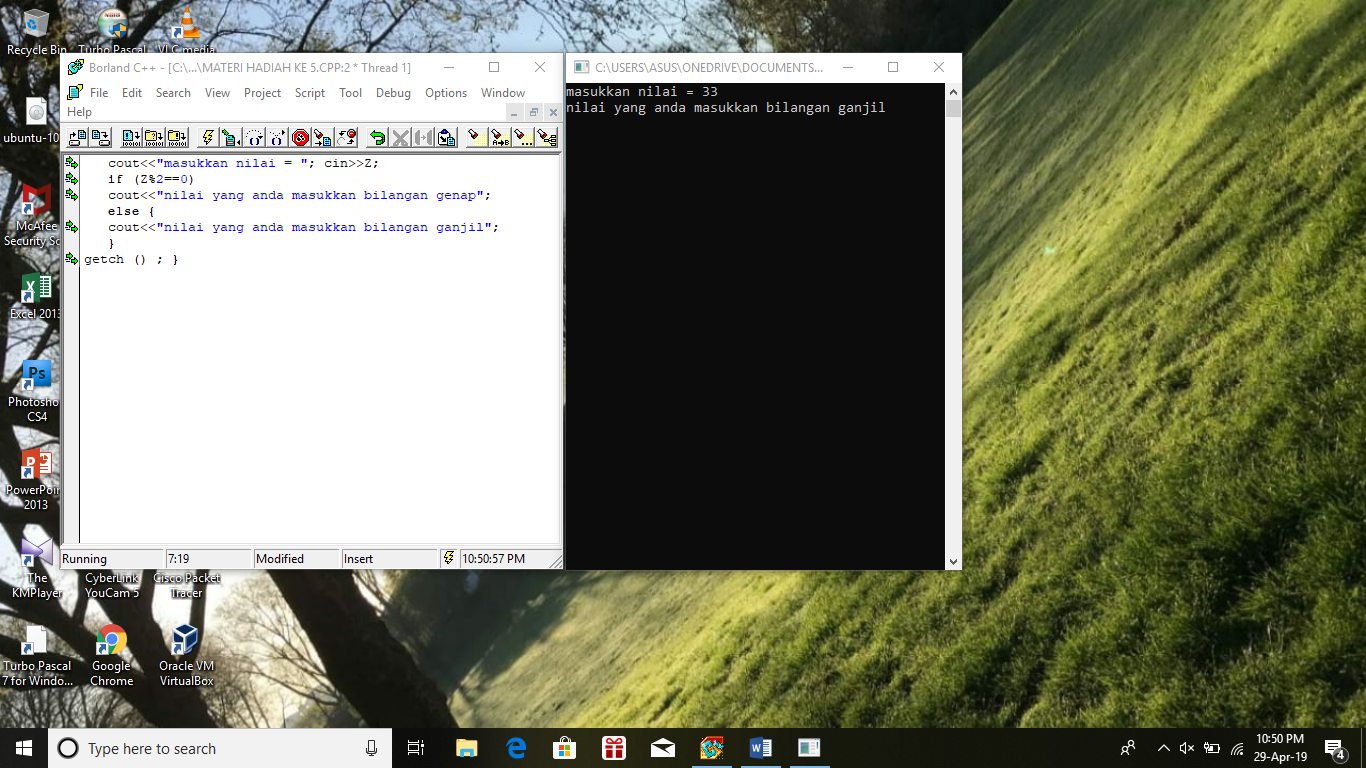 Recycle Bin
Turbo Pascal
VLC media
ubuntu-10
McAfee
Security Sc
Excel 2013
Ps
Photosho
CS4
PowerPoin
2013
The
KMPlayer
CyberLink
YouCam 5
Cisco Packet
Tracer
Turbo Pascal
7 for Windo...
Google
Chrome
Oracle VM
VirtualBox
Borland C++ - [C:\...\MATERI HADIAH KE 5.CPP:2 * Thread 1]
File Edit Search View Project Script Tool Debug Options Window
Help
cout<<"masukkan nilai = "; cin>>Z;
if (Z%2==0)
cout<<"nilai yang anda masukkan bilangan genap";
else {
cout<<"nilai yang anda masukkan bilangan ganjil";
}
getch () ; }
Running 7:19 Modified Insert 10:50:57 PM
C:\USERS\ASUS\ONEDRIVE\DOCUMENTS...
masukkan nilai = 33
nilai yang anda masukkan bilangan ganjil
Type here to search
10:50 PM
29-Apr-19
4